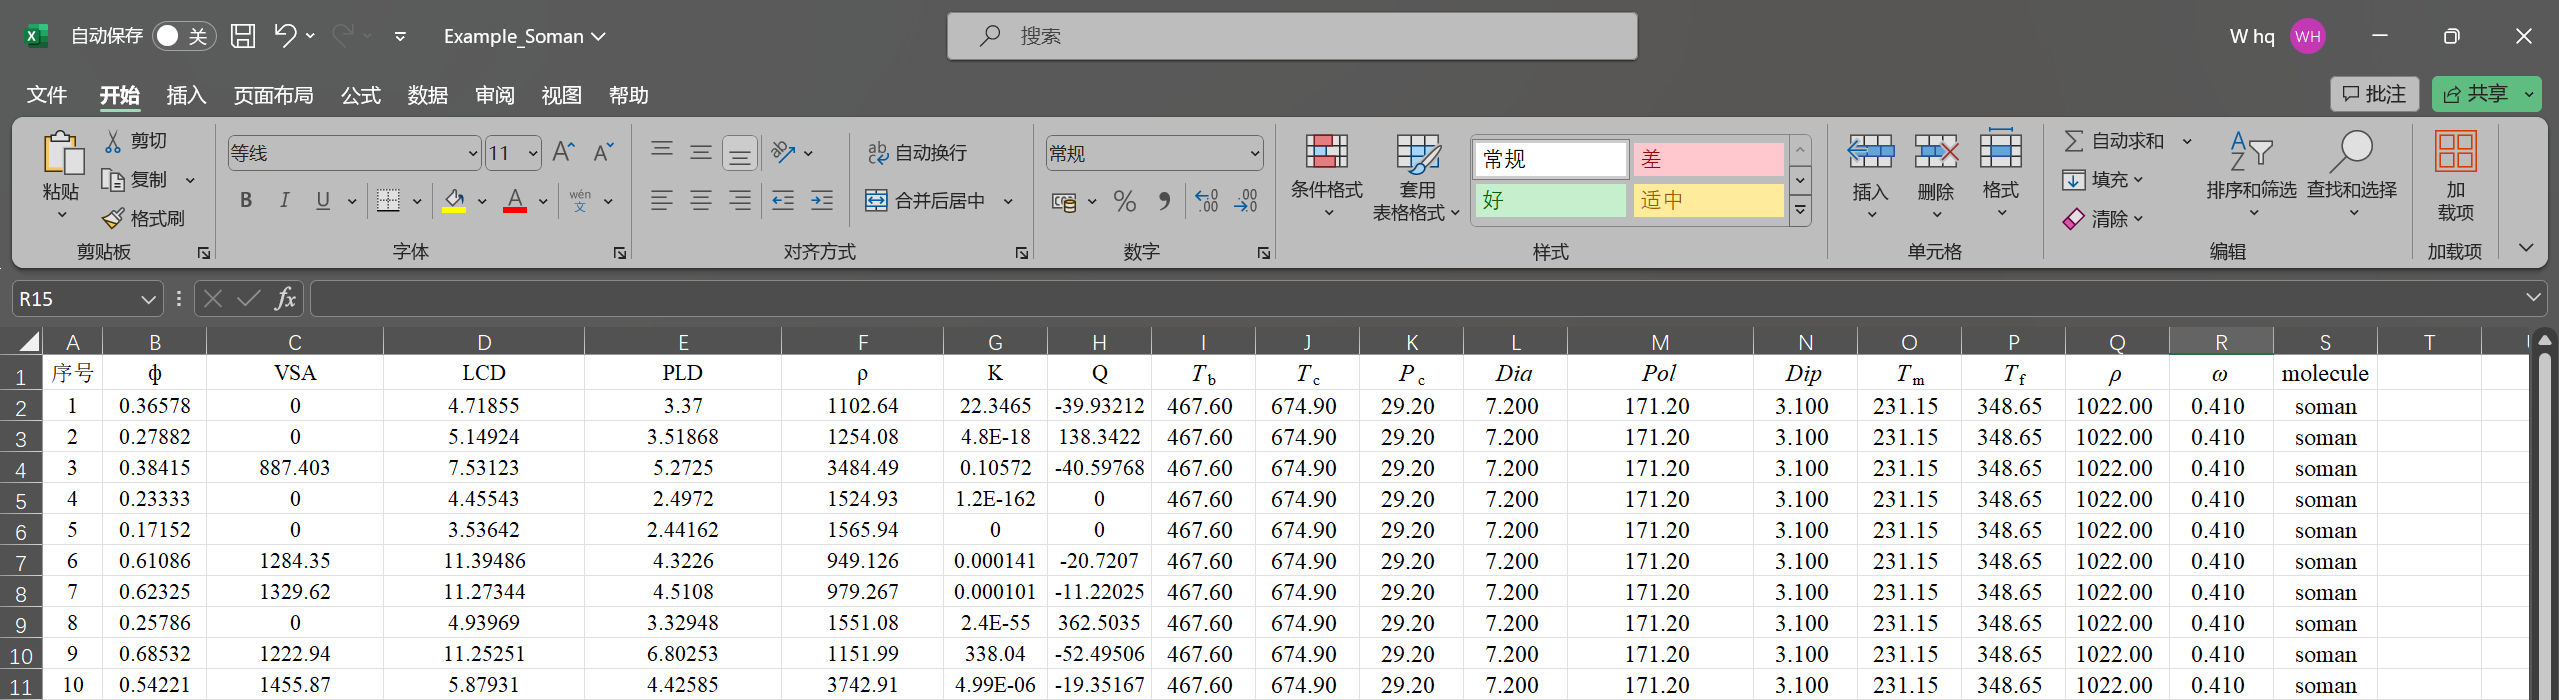 自动保存 关 Example_Soman 搜索 W hq WH
文件 开始 插入 页面布局 公式 数据 审阅 视图 帮助 批注 共享
粘贴 剪切 复制 格式刷 剪贴板
等线 11 A A B I U A wén 文 字体
ab 自动换行 合并后居中 对齐方式
常规 % 数字
条件格式 套用 表格格式 常规 差 好 适中 样式
插入 删除 格式 单元格
自动求和 填充 清除 排序和筛选 查找和选择 编辑
加 载项 加载项
R15 fx
A B C D E F G H I J K L M N O P Q R S T
1 序号 ф VSA LCD PLD ρ K Q Tb Tc Pc Dia Pol Dip Tm Tf ρ ω molecule
2 1 0.36578 0 4.71855 3.37 1102.64 22.3465 -39.93212 467.60 674.90 29.20 7.200 171.20 3.100 231.15 348.65 1022.00 0.410 soman
3 2 0.27882 0 5.14924 3.51868 1254.08 4.8E-18 138.3422 467.60 674.90 29.20 7.200 171.20 3.100 231.15 348.65 1022.00 0.410 soman
4 3 0.38415 887.403 7.53123 5.2725 3484.49 0.10572 -40.59768 467.60 674.90 29.20 7.200 171.20 3.100 231.15 348.65 1022.00 0.410 soman
5 4 0.23333 0 4.45543 2.4972 1524.93 1.2E-162 0 467.60 674.90 29.20 7.200 171.20 3.100 231.15 348.65 1022.00 0.410 soman
6 5 0.17152 0 3.53642 2.44162 1565.94 0 0 467.60 674.90 29.20 7.200 171.20 3.100 231.15 348.65 1022.00 0.410 soman
7 6 0.61086 1284.35 11.39486 4.3226 949.126 0.000141 -20.7207 467.60 674.90 29.20 7.200 171.20 3.100 231.15 348.65 1022.00 0.410 soman
8 7 0.62325 1329.62 11.27344 4.5108 979.267 0.000101 -11.22025 467.60 674.90 29.20 7.200 171.20 3.100 231.15 348.65 1022.00 0.410 soman
9 8 0.25786 0 4.93969 3.32948 1551.08 2.4E-55 362.5035 467.60 674.90 29.20 7.200 171.20 3.100 231.15 348.65 1022.00 0.410 soman
10 9 0.68532 1222.94 11.25251 6.80253 1151.99 338.04 -52.49506 467.60 674.90 29.20 7.200 171.20 3.100 231.15 348.65 1022.00 0.410 soman
11 10 0.54221 1455.87 5.87931 4.42585 3742.91 4.99E-06 -19.35167 467.60 674.90 29.20 7.200 171.20 3.100 231.15 348.65 1022.00 0.410 soman